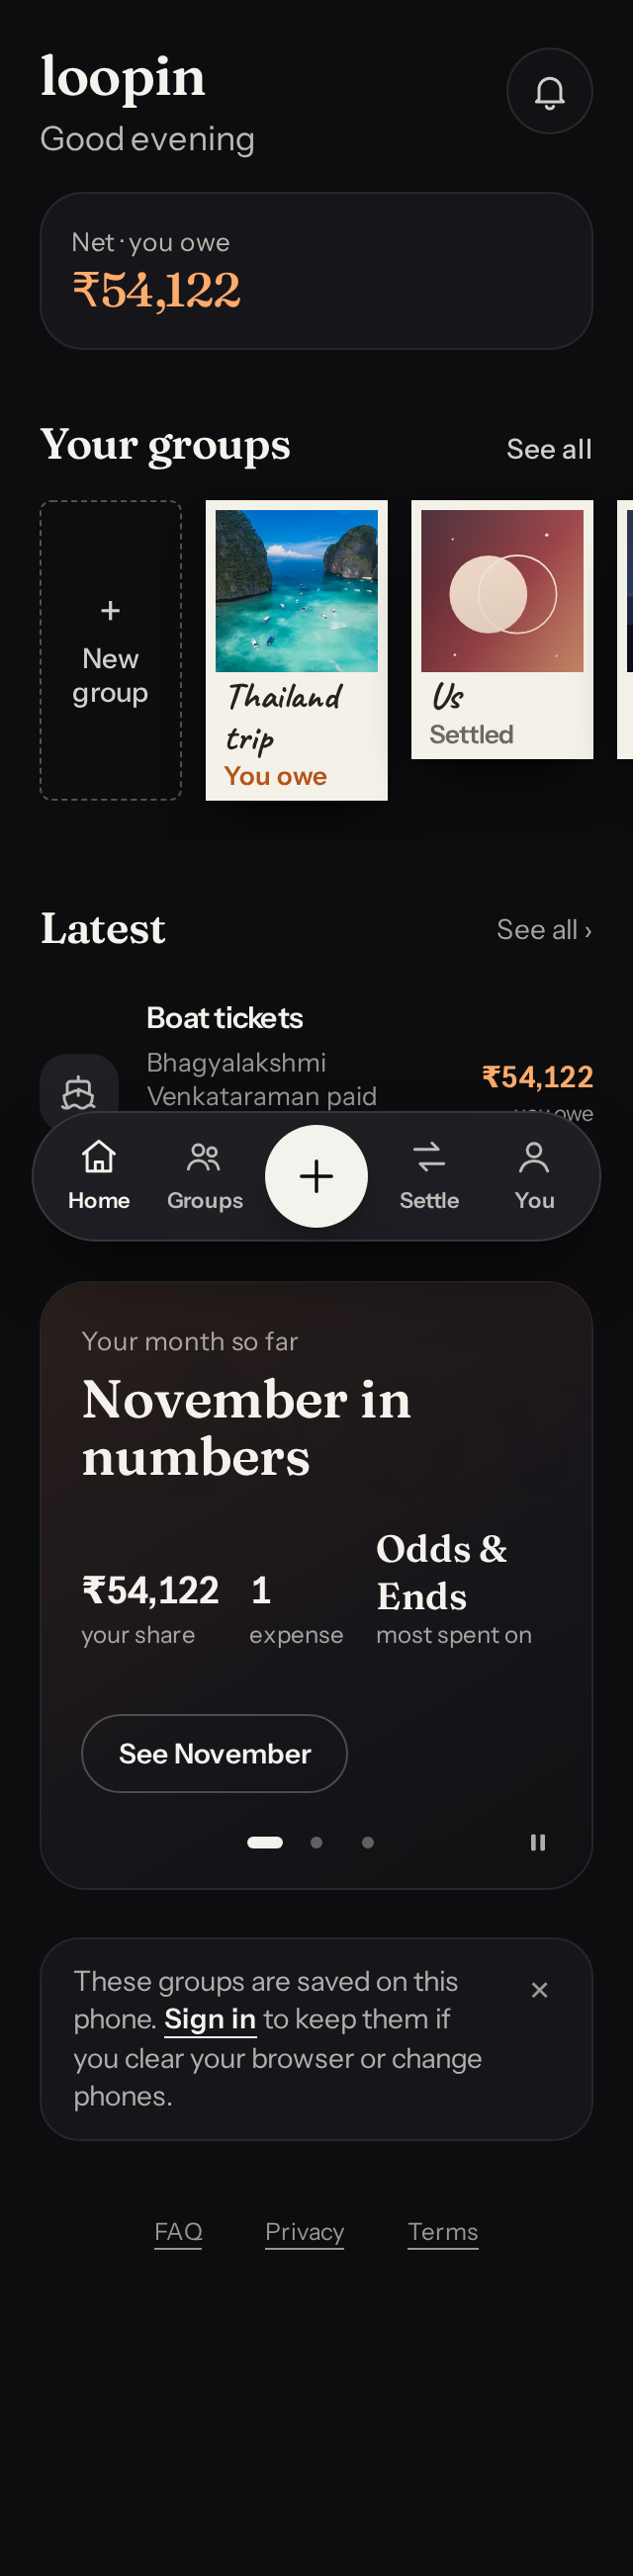 loopin
Good evening
Net · you owe
₹54,122
Your groups
See all
+
New
group
Thailand
trip
You owe
Us
Settled
Latest
See all ›
Boat tickets
Bhagyalakshmi
Venkataraman paid
₹54,122
you owe
Home
Groups
Settle
You
Your month so far
November in
numbers
₹54,122
your share
1
expense
Odds &
Ends
most spent on
See November
These groups are saved on this
phone. Sign in to keep them if
you clear your browser or change
phones.
FAQ
Privacy
Terms